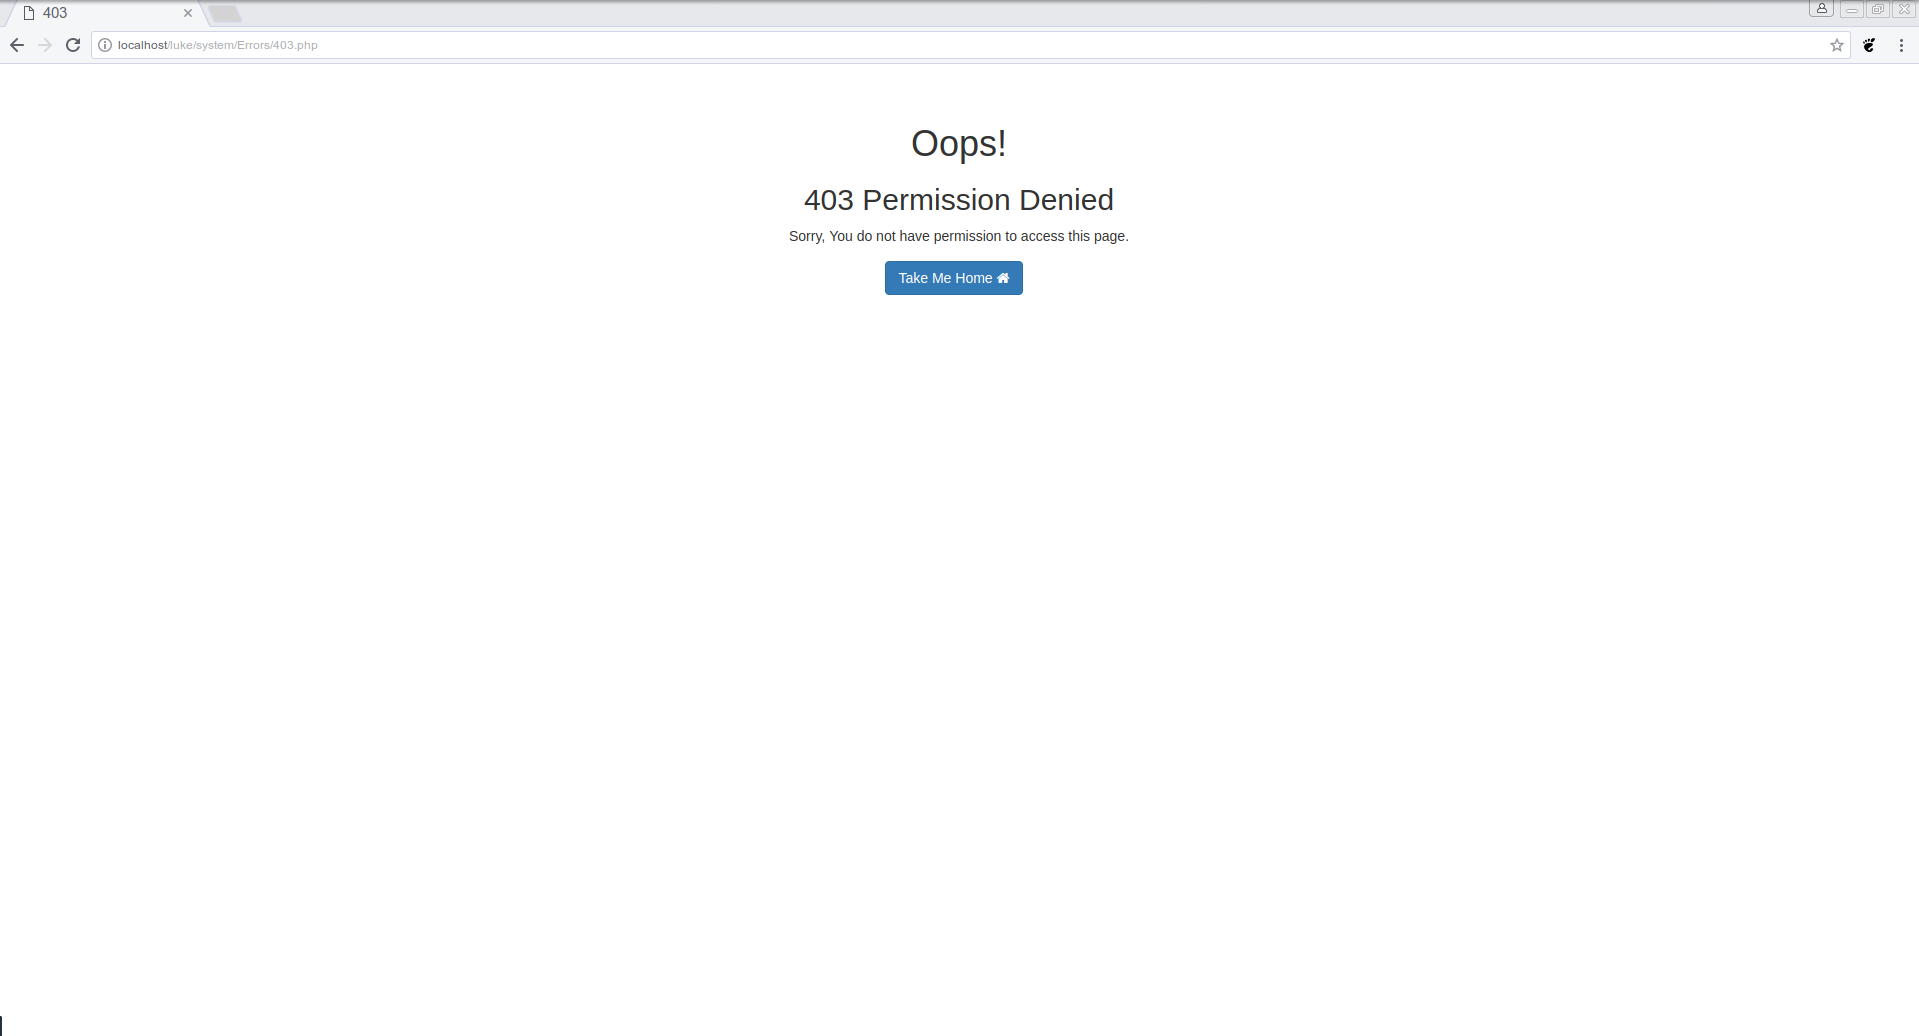 403
localhost/luke/system/Errors/403.php
Oops!
403 Permission Denied
Sorry, You do not have permission to access this page.
Take Me Home